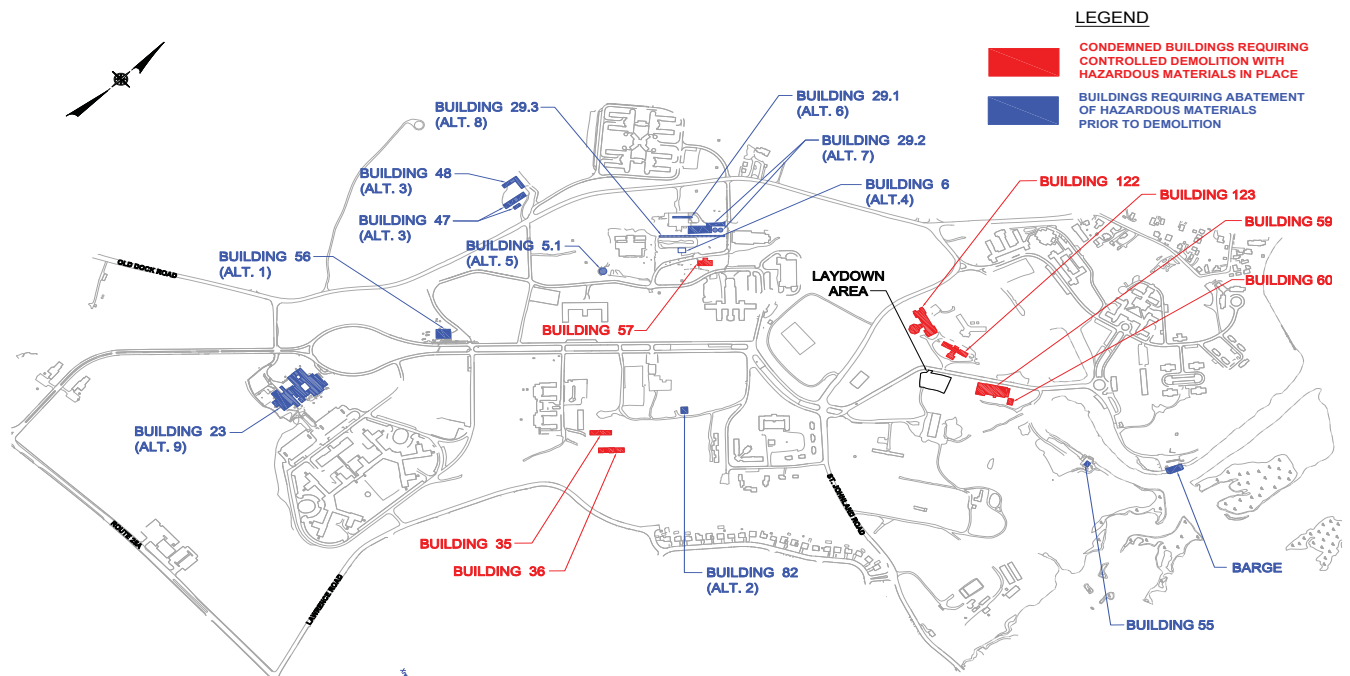 LEGEND
CONDEMNED BUILDINGS REQUIRING
CONTROLLED DEMOLITION WITH
HAZARDOUS MATERIALS IN PLACE
BUILDINGS REQUIRING ABATEMENT
OF HAZARDOUS MATERIALS
PRIOR TO DEMOLITION
BUILDING 29.3
(ALT. 8)
BUILDING 29.1
(ALT. 6)
BUILDING 29.2
(ALT. 7)
BUILDING 48
(ALT. 3)
BUILDING 6
(ALT.4)
BUILDING 122
BUILDING 123
BUILDING 47
(ALT. 3)
BUILDING 59
BUILDING 56
(ALT. 1)
BUILDING 5.1
(ALT. 5)
OLD DOCK ROAD
LAYDOWN
AREA
BUILDING 60
BUILDING 57
BUILDING 23
(ALT. 9)
ROUTE 25A
ST. JOHNLAND ROAD
BUILDING 35
BUILDING 36
BUILDING 82
(ALT. 2)
BARGE
LAWRENCE ROAD
BUILDING 55